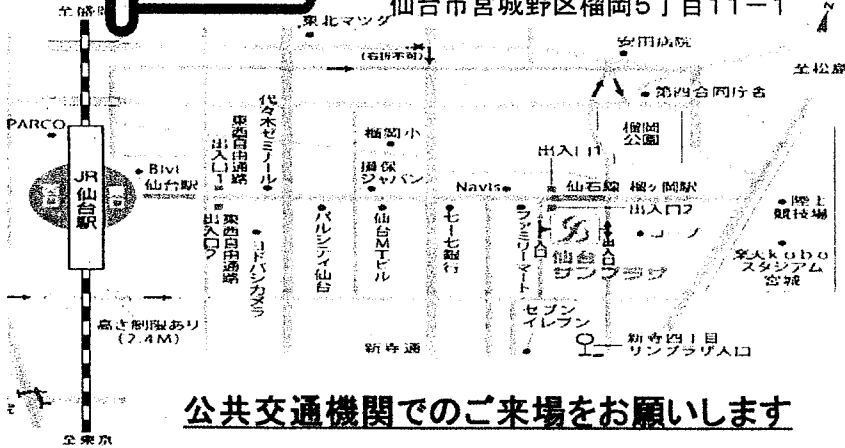 仙台市宮城野区榴岡5丁目11-1
至盛岡
東北マツダ
(右折不可)
安田病院
至松島
第四合同庁舎
榴岡
公園
PARCO
JR
仙台駅
BiVi
仙台駅
東西自由通路
出入口1
代々木ゼミナール
榴岡小
損保
ジャパン
Navis
出入口1
仙石線 榴ヶ岡駅
出入口2
東西自由通路
出入口2
ヨドバシカメラ
パルシティ仙台
仙台MTビル
七十七銀行
ファミリーマート
入口
仙台
サンプラザ
出入口
コープ
陸上
競技場
楽天kobo
スタジアム
宮城
高さ制限あり
(2.4M)
セブン
イレブン
新寺通
新寺四丁目
サンプラザ入口
至東京
公共交通機関でのご来場をお願いします